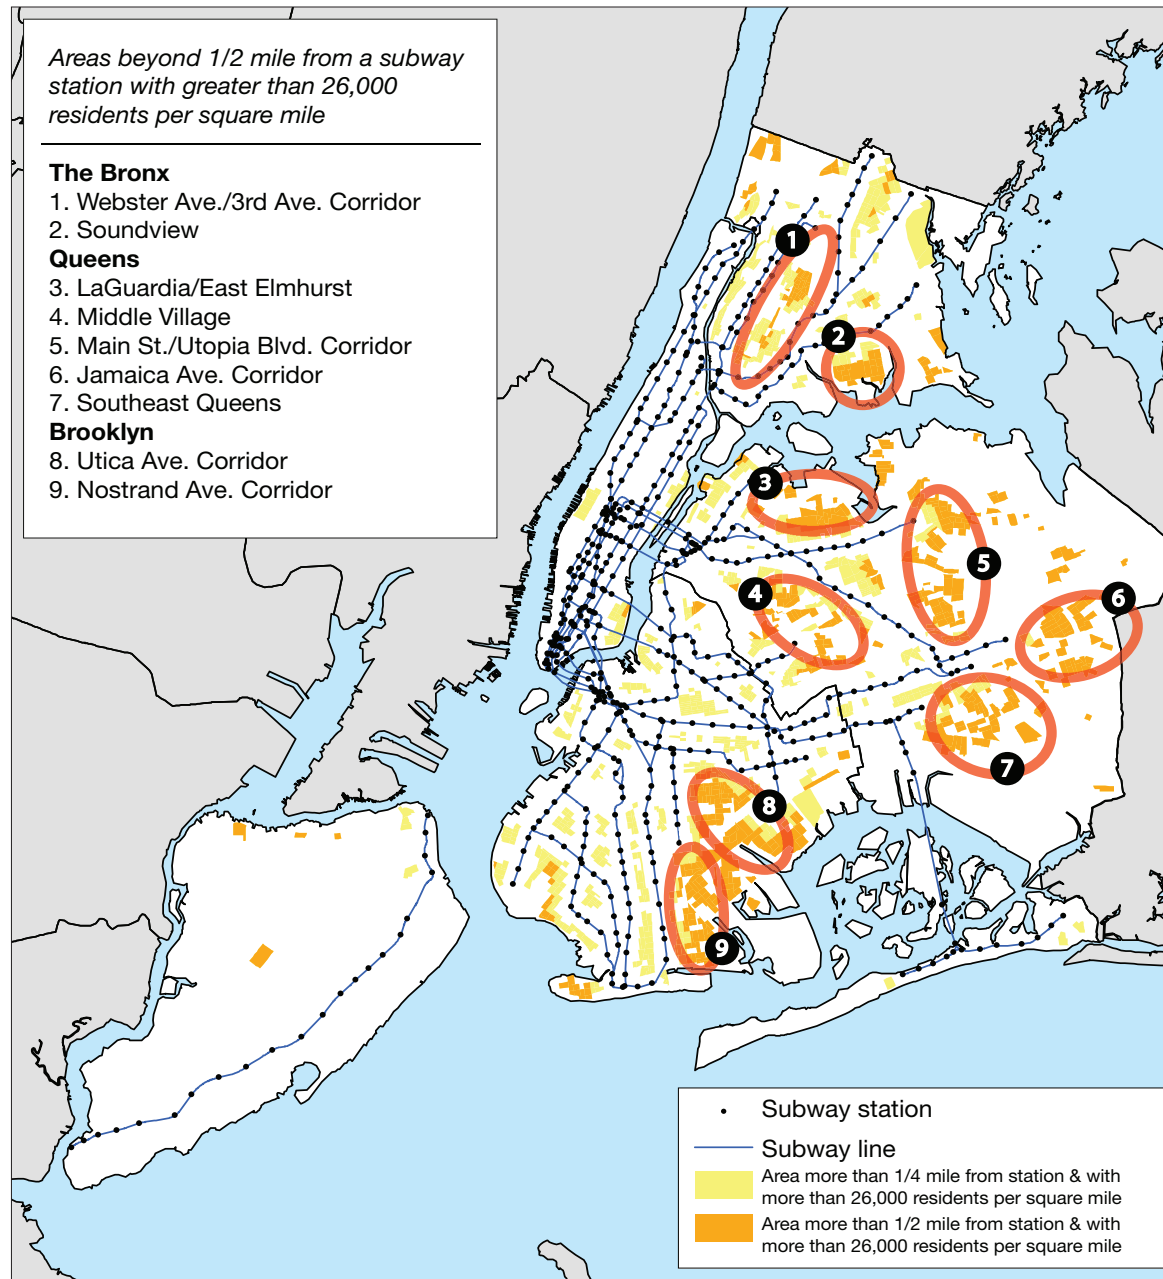 Areas beyond 1/2 mile from a subway
station with greater than 26,000
residents per square mile
The Bronx
1. Webster Ave./3rd Ave. Corridor
2. Soundview
Queens
3. LaGuardia/East Elmhurst
4. Middle Village
5. Main St./Utopia Blvd. Corridor
6. Jamaica Ave. Corridor
7. Southeast Queens
Brooklyn
8. Utica Ave. Corridor
9. Nostrand Ave. Corridor
1
2
3
4
5
6
7
8
9
Subway station
Subway line
Area more than 1/4 mile from station & with
more than 26,000 residents per square mile
Area more than 1/2 mile from station & with
more than 26,000 residents per square mile